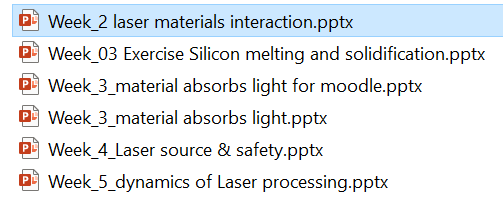 Week_2 laser materials interaction.pptx
Week_03 Exercise Silicon melting and solidification.pptx
Week_3_material absorbs light for moodle.pptx
Week_3_material absorbs light.pptx
Week_4_Laser source & safety.pptx
Week_5_dynamics of Laser processing.pptx